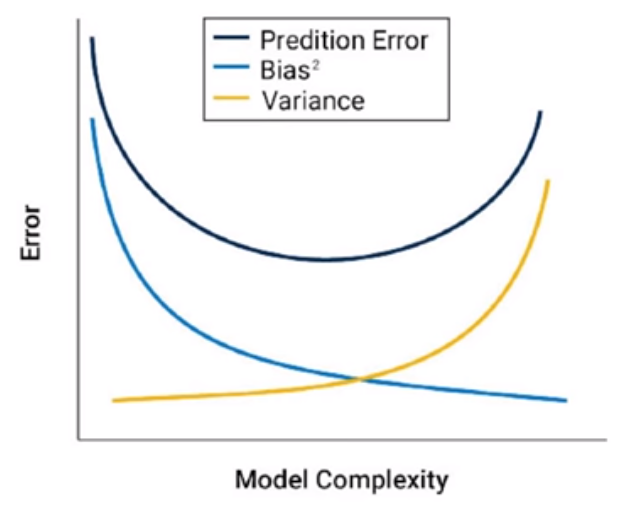 Predition Error
Bias²
Variance
Error
Model Complexity